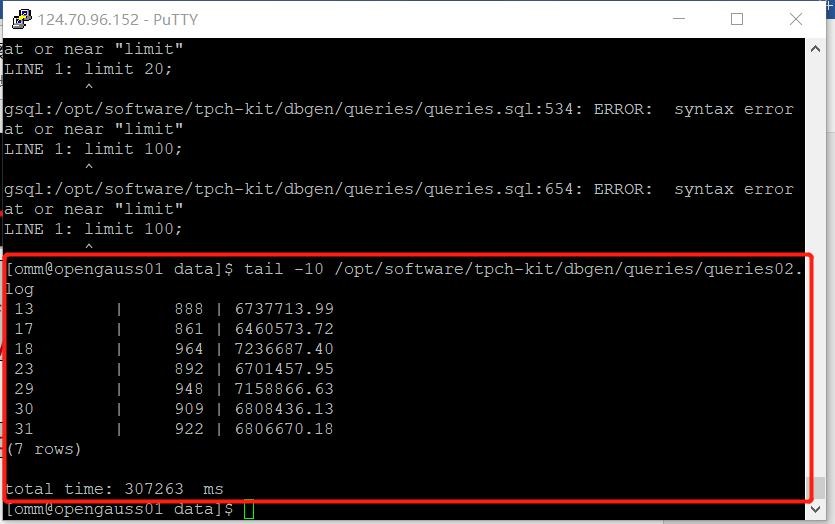 124.70.96.152 - PuTTY
at or near "limit"
LINE 1: limit 20;
^
gsql:/opt/software/tpch-kit/dbgen/queries/queries.sql:534: ERROR:  syntax error
at or near "limit"
LINE 1: limit 100;
^
gsql:/opt/software/tpch-kit/dbgen/queries/queries.sql:654: ERROR:  syntax error
at or near "limit"
LINE 1: limit 100;
^
[omm@opengauss01 data]$ tail -10 /opt/software/tpch-kit/dbgen/queries/queries02.
log
13         |     888 | 6737713.99
17         |     861 | 6460573.72
18         |     964 | 7236687.40
23         |     892 | 6701457.95
29         |     948 | 7158866.63
30         |     909 | 6808436.13
31         |     922 | 6806670.18
(7 rows)
total time: 307263  ms
[omm@opengauss01 data]$